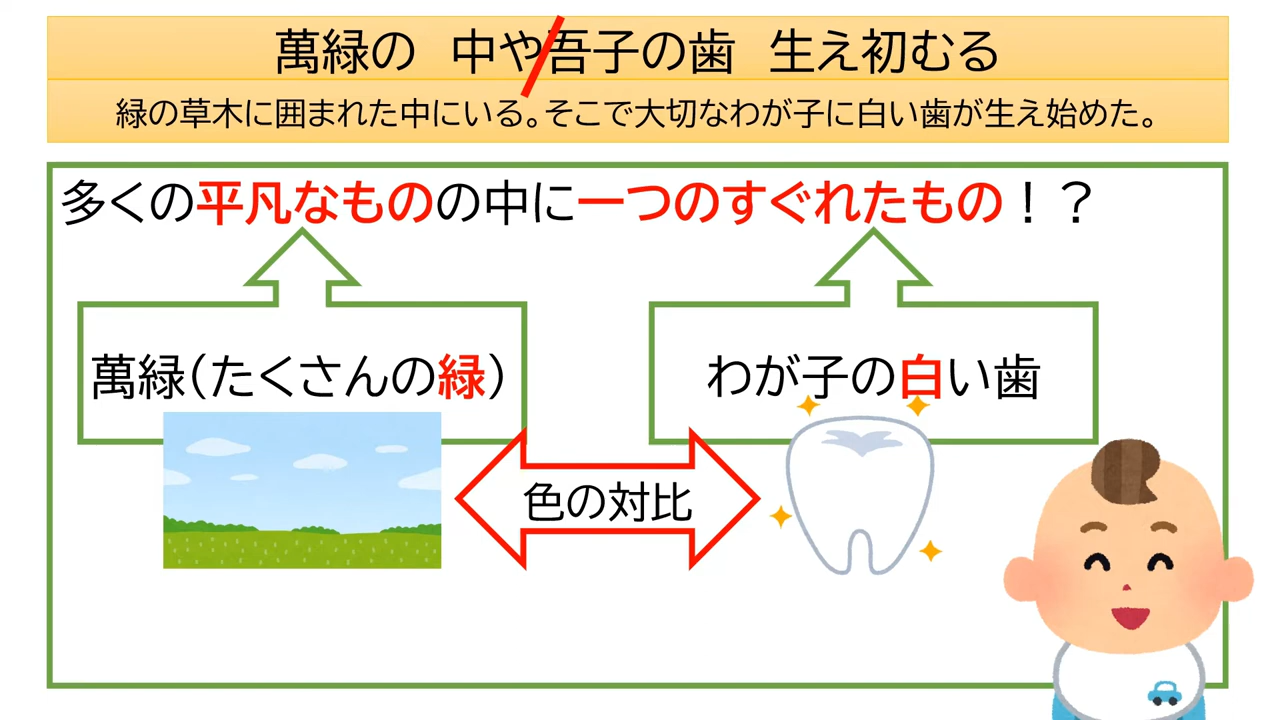 萬緑の　中や吾子の歯　生え初むる
緑の草木に囲まれた中にいる。そこで大切なわが子に白い歯が生え始めた。
多くの平凡なものの中に一つのすぐれたもの！？
萬緑（たくさんの緑）
わが子の白い歯
色の対比